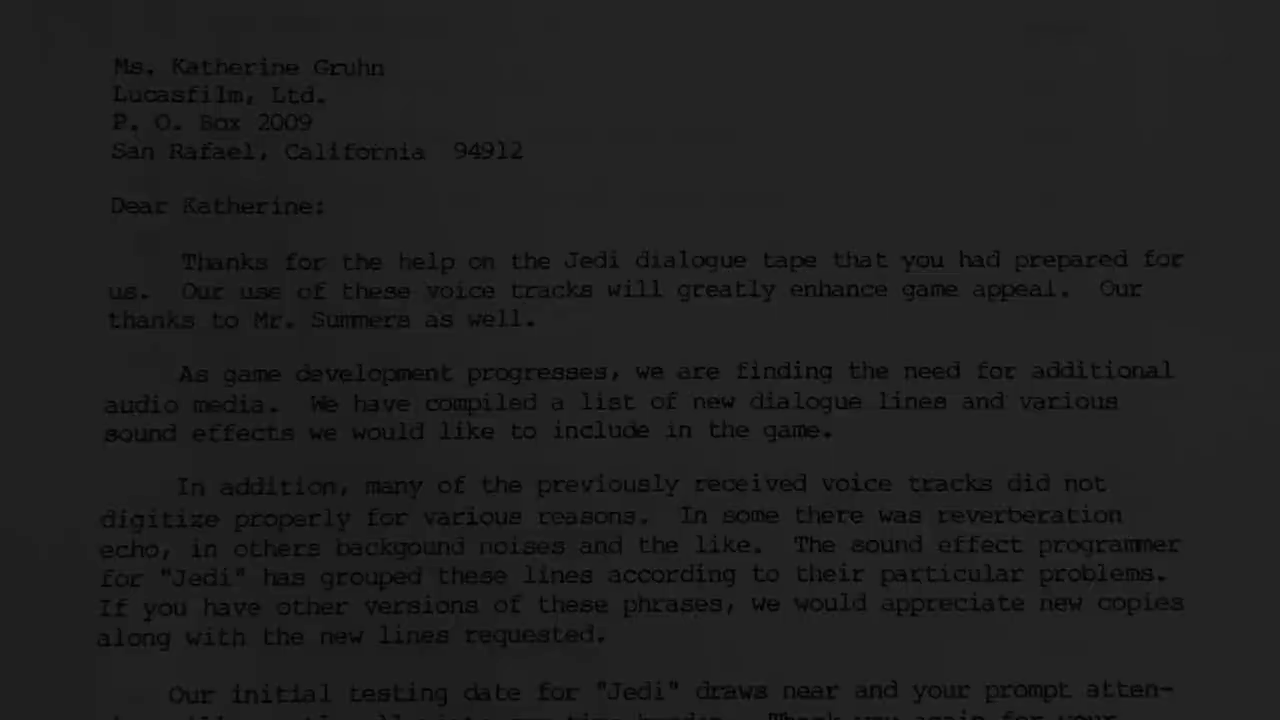 Ms. Katherine Gruhn
Lucasfilm, Ltd.
P. O. Box 2009
San Rafael, California 94912
Dear Katherine:
Thanks for the help on the Jedi dialogue tape that you had prepared for
us. Our use of these voice tracks will greatly enhance game appeal. Our
thanks to Mr. Summers as well.
As game development progresses, we are finding the need for additional
audio media. We have compiled a list of new dialogue lines and various
sound effects we would like to include in the game.
In addition, many of the previously received voice tracks did not
digitize properly for various reasons. In some there was reverberation
echo, in others backgound noises and the like. The sound effect programmer
for "Jedi" has grouped these lines according to their particular problems.
If you have other versions of these phrases, we would appreciate new copies
along with the new lines requested.
Our initial testing date for "Jedi" draws near and your prompt atten-
Thank you again for your